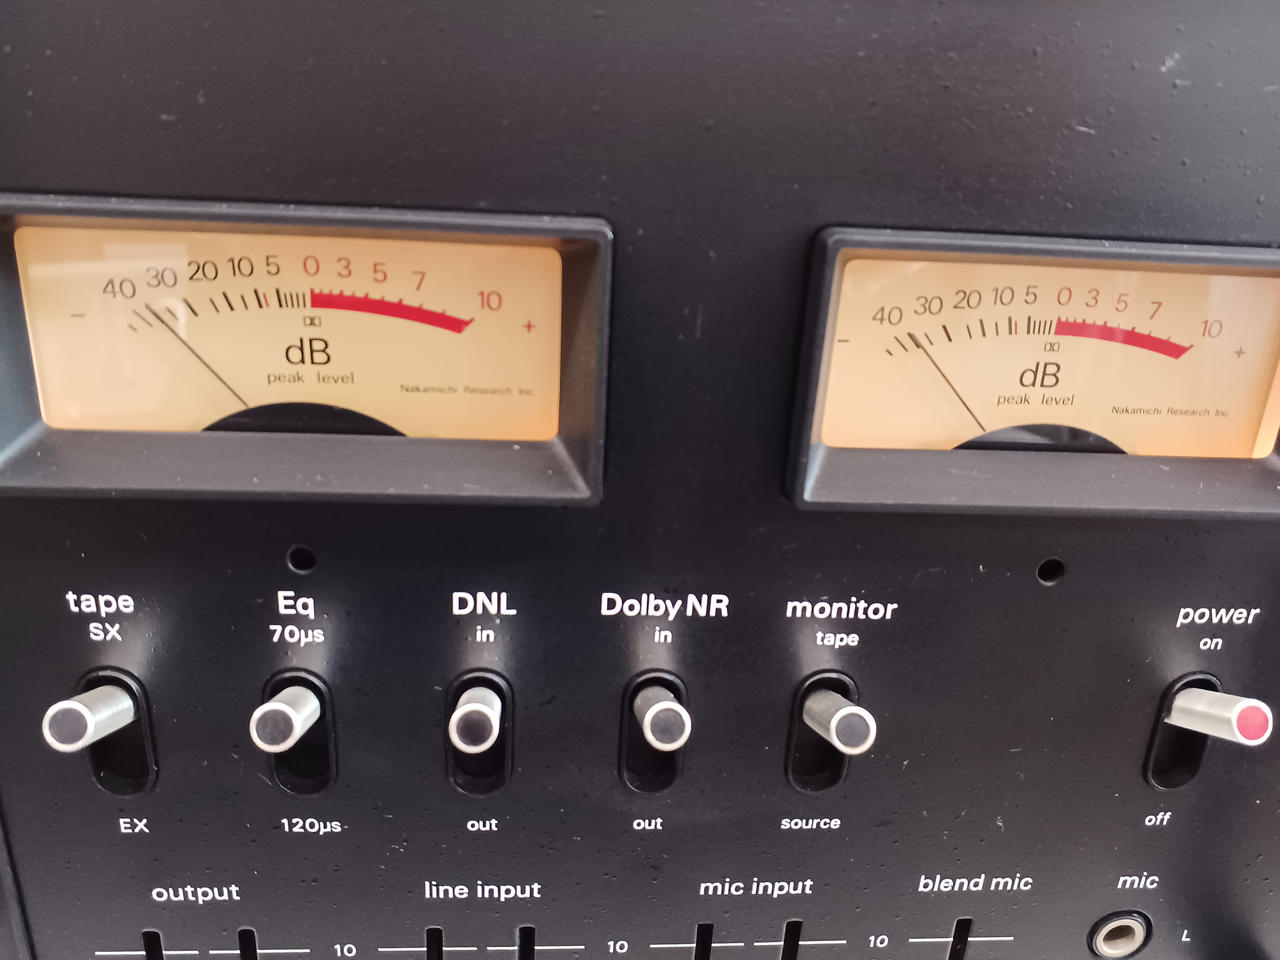 40 30 20 10 5 0 3 5 7 10
- +
dB
peak level
Nakamichi Research Inc.
40 30 20 10 5 0 3 5 7 10
- +
dB
peak level
Nakamichi Research Inc.
tape Eq DNL Dolby NR monitor power
SX 70µs in in tape on
EX 120µs out out source off
output line input mic input blend mic mic
10 10 10 L